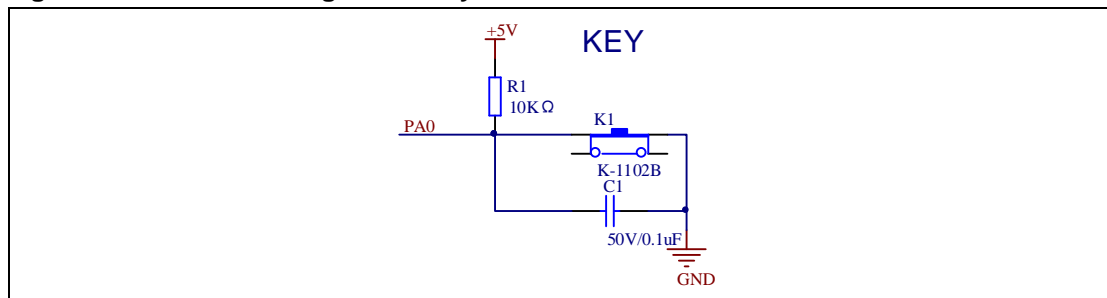 +5V
KEY
R1
10KΩ
PA0
K1
K-1102B
C1
50V/0.1uF
GND